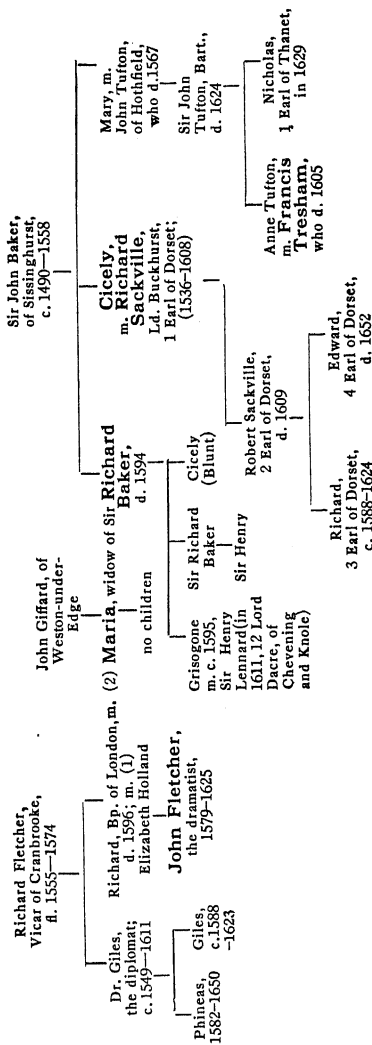 Richard Fletcher,
Vicar of Cranbrooke,
fl. 1555—1574
Dr. Giles,
the diplomat;
c. 1549—1611
Phineas,
1582-1650
Giles,
c. 1588
-1623
Richard, Bp. of London, m.
d. 1596; m. (1)
Elizabeth Holland
John Fletcher,
the dramatist,
1579-1625
John Giffard, of
Weston-under-
Edge
(2) Maria, widow of Sir Richard
Baker,
d. 1594
no children
Grisogone
m. c. 1595,
Sir Henry
Lennard(in
1611, 12 Lord
Dacre, of
Chevening
and Knole)
Sir Richard
Baker
Sir Henry
Cicely
(Blunt)
Sir John Baker,
of Sissinghurst,
c. 1490-1558
Cicely,
m. Richard
Sackville,
Ld. Buckhurst,
1 Earl of Dorset;
(1536-1608)
Robert Sackville,
2 Earl of Dorset,
d. 1609
Richard,
3 Earl of Dorset,
c. 1588-1624
Edward,
4 Earl of Dorset,
d. 1652
Mary, m.
John Tufton,
of Hothfield,
who d.1567
Sir John
Tufton, Bart.,
d. 1624
Anne Tufton,
m. Francis
Tresham,
who d. 1605
Nicholas,
1 Earl of Thanet,
in 1629